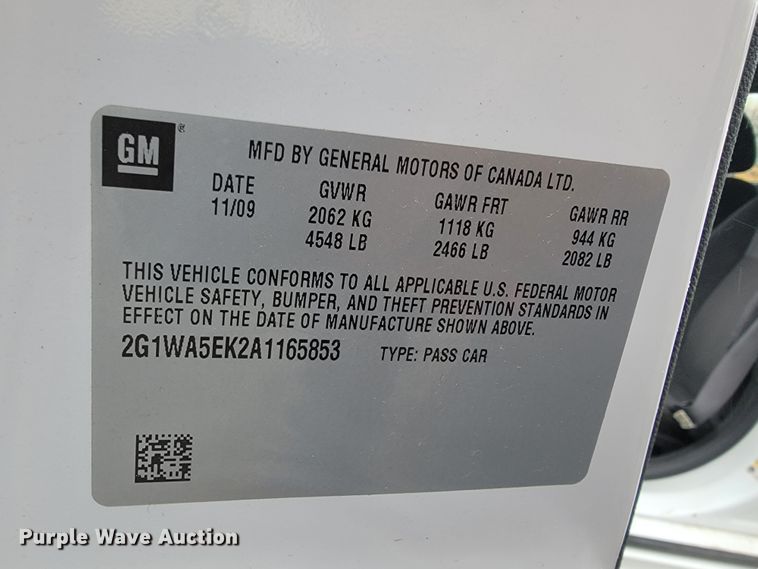 GM ®
MFD BY GENERAL MOTORS OF CANADA LTD.
DATE GVWR GAWR FRT GAWR RR
11/09 2062 KG 1118 KG 944 KG
4548 LB 2466 LB 2082 LB
THIS VEHICLE CONFORMS TO ALL APPLICABLE U.S. FEDERAL MOTOR
VEHICLE SAFETY, BUMPER, AND THEFT PREVENTION STANDARDS IN
EFFECT ON THE DATE OF MANUFACTURE SHOWN ABOVE.
2G1WA5EK2A1165853 TYPE: PASS CAR
Purple Wave Auction